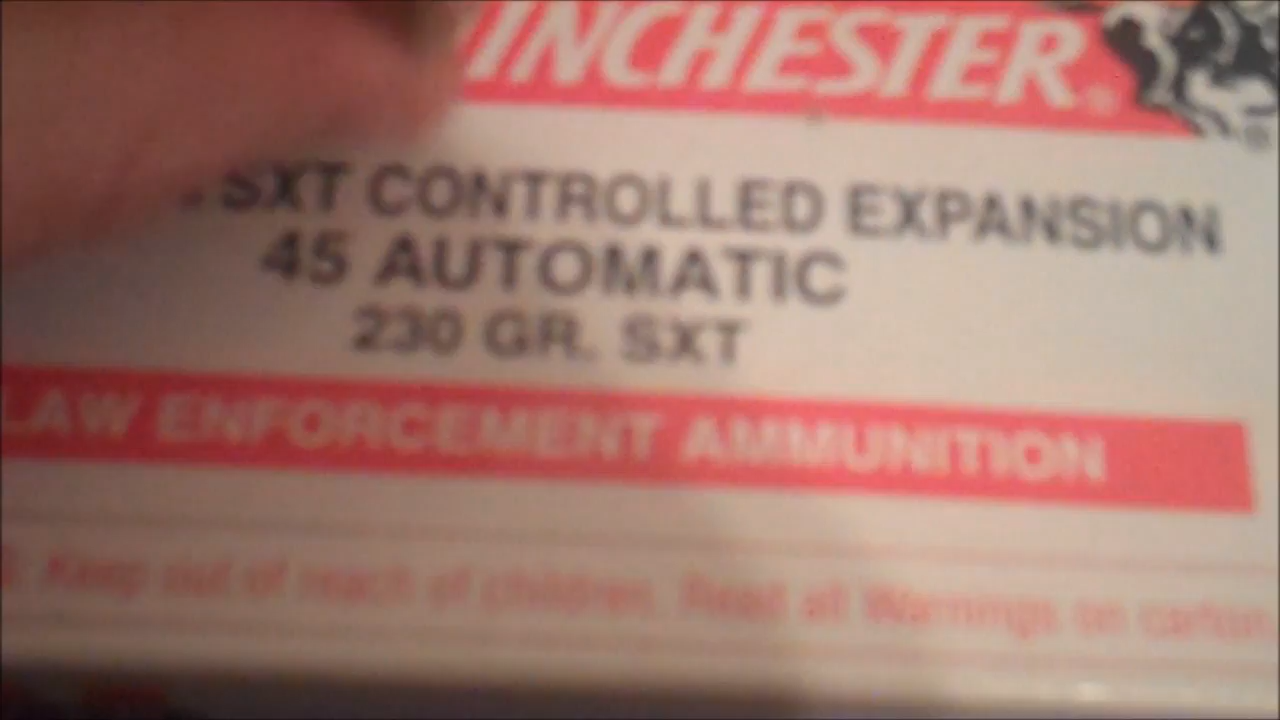 WINCHESTER®
SXT CONTROLLED EXPANSION
45 AUTOMATIC
230 GR. SXT
LAW ENFORCEMENT AMMUNITION
Keep out of reach of children. Read all Warnings on carton